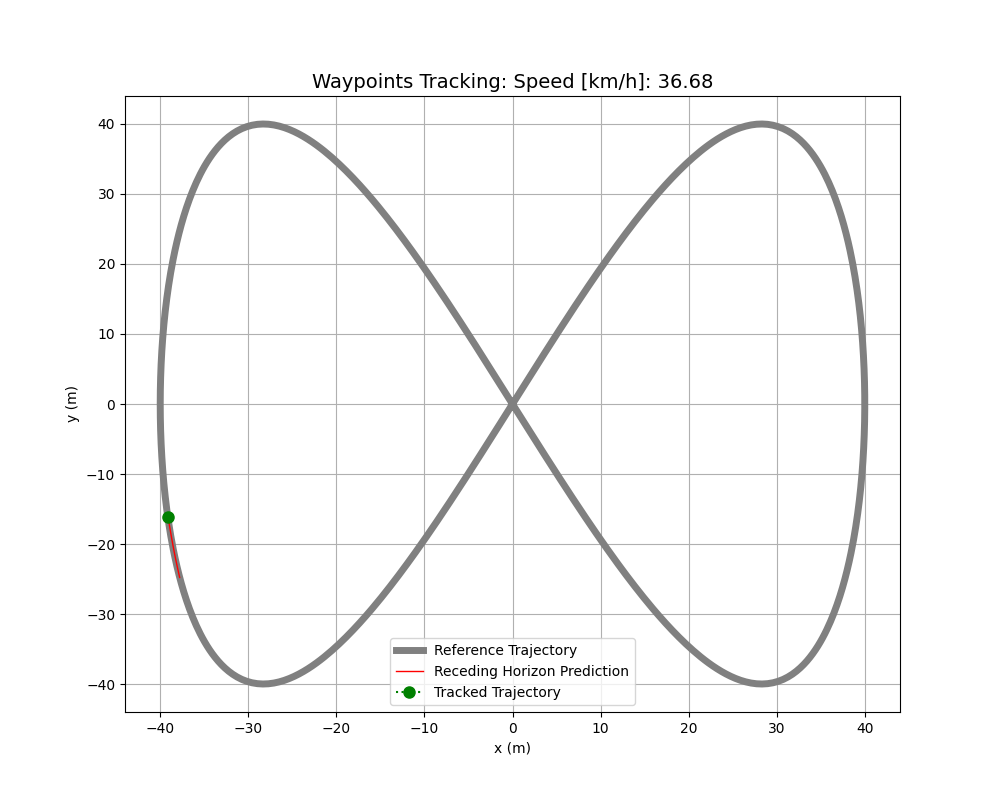 Waypoints Tracking: Speed [km/h]: 36.68
40
30
20
10
0
−10
−20
−30
−40
y (m)
Reference Trajectory
Receding Horizon Prediction
Tracked Trajectory
−40 −30 −20 −10 0 10 20 30 40
x (m)